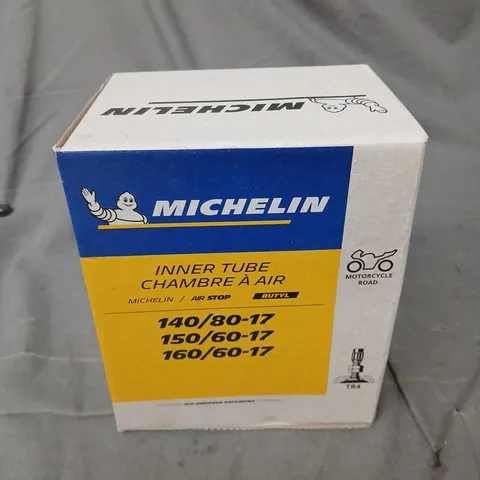 MICHELIN
MICHELIN
INNER TUBE
CHAMBRE À AIR
MICHELIN / AIR STOP BUTYL
140/80-17
150/60-17
160/60-17
MOTORCYCLE
ROAD
TR4